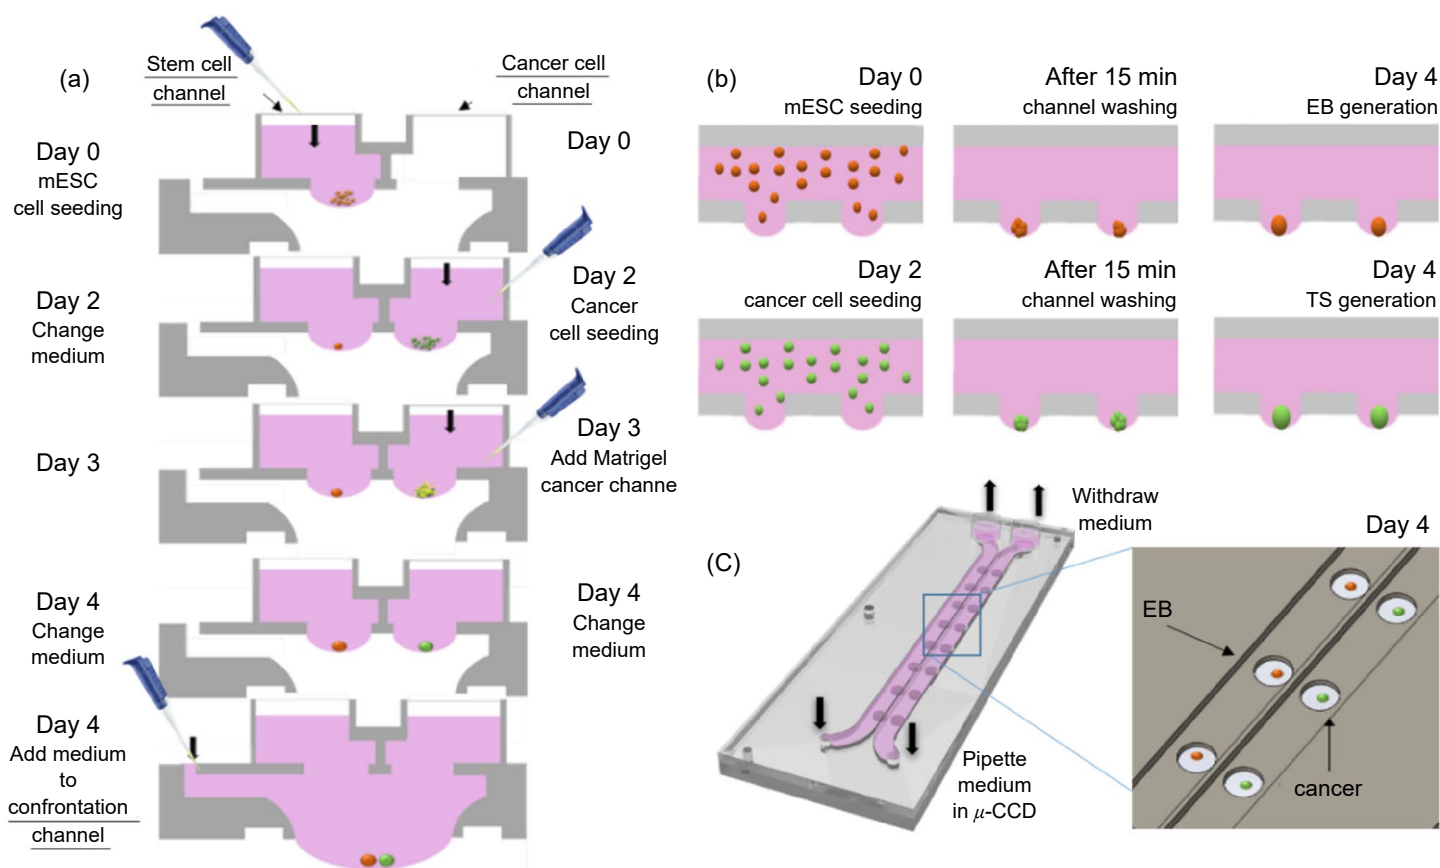 (a)
Stem cell
channel
Cancer cell
channel
Day 0
mESC
cell seeding
Day 0
Day 2
Change
medium
Day 2
Cancer
cell seeding
Day 3
Day 3
Add Matrigel
cancer channe
Day 4
Change
medium
Day 4
Change
medium
Day 4
Add medium
to
confrontation
channel
(b)
Day 0
mESC seeding
After 15 min
channel washing
Day 4
EB generation
Day 2
cancer cell seeding
After 15 min
channel washing
Day 4
TS generation
(C)
Withdraw
medium
Pipette
medium
in μ-CCD
Day 4
EB
cancer